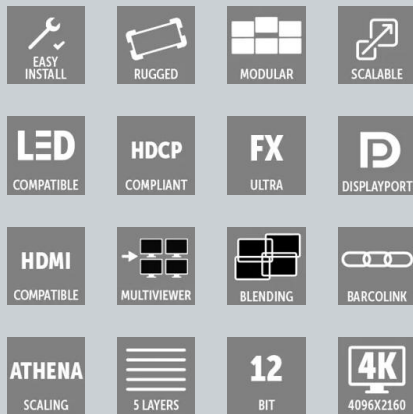 EASY
INSTALL
RUGGED
MODULAR
SCALABLE
LED
COMPATIBLE
HDCP
COMPLIANT
FX
ULTRA
DISPLAYPORT
HDMI
COMPATIBLE
MULTIVIEWER
BLENDING
BARCOLINK
ATHENA
SCALING
5 LAYERS
12
BIT
4K
4096X2160